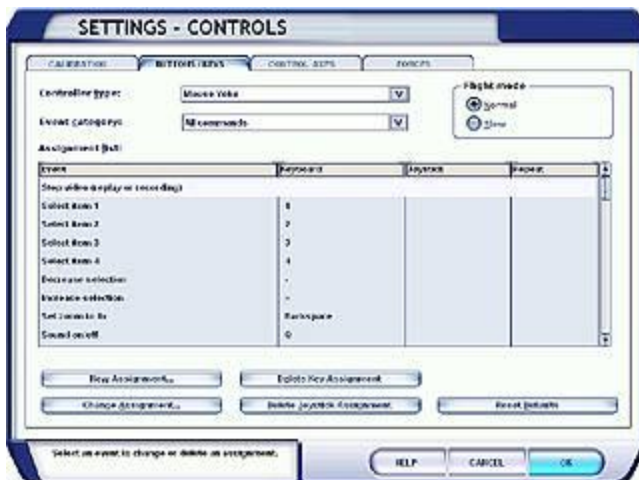 SETTINGS - CONTROLS
CALIBRATION BUTTONS / KEYS CONTROL AXES FORCES
Controller type: Mouse Yoke
Flight mode
Normal
Event category: All commands
Slew
Assignment list:
Event Keyboard Joystick Repeat
Stop video (replay or recording)
Select item 1 1
Select item 2 2
Select item 3 3
Select item 4 4
Decrease selection -
Increase selection
Set zoom to 1x Backspace
Sound on/off Q
New Assignment... Delete Key Assignment
Change Assignment... Delete Joystick Assignment Reset Defaults
Select an event to change or delete an assignment.
HELP CANCEL OK